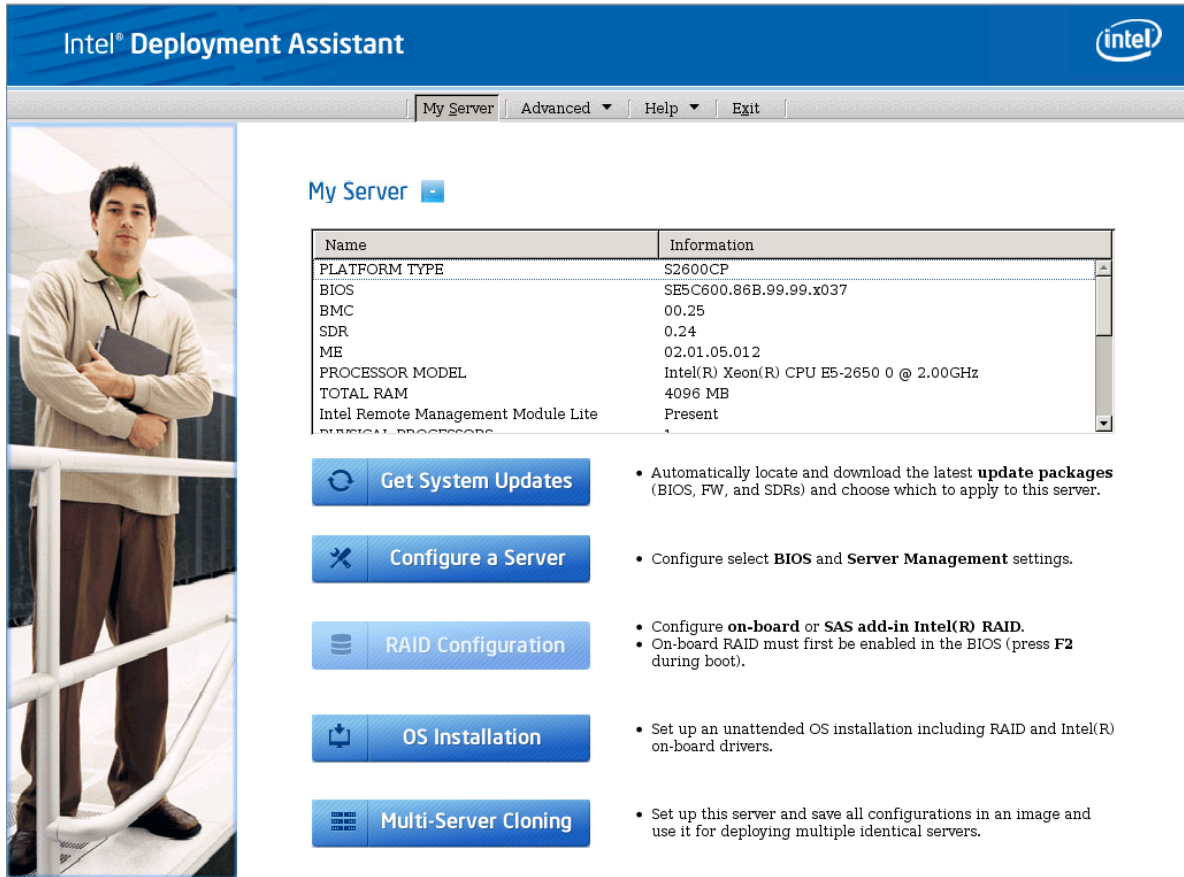 Intel® Deployment Assistant
intel
My Server
Advanced
Help
Exit
My Server
Name Information
PLATFORM TYPE S2600CP
BIOS SE5C600.86B.99.99.x037
BMC 00.25
SDR 0.24
ME 02.01.05.012
PROCESSOR MODEL Intel(R) Xeon(R) CPU E5-2650 0 @ 2.00GHz
TOTAL RAM 4096 MB
Intel Remote Management Module Lite Present
PHYSICAL PROCESSORS
Get System Updates
• Automatically locate and download the latest update packages
(BIOS, FW, and SDRs) and choose which to apply to this server.
Configure a Server
• Configure select BIOS and Server Management settings.
RAID Configuration
• Configure on-board or SAS add-in Intel(R) RAID.
• On-board RAID must first be enabled in the BIOS (press F2
during boot).
OS Installation
• Set up an unattended OS installation including RAID and Intel(R)
on-board drivers.
Multi-Server Cloning
• Set up this server and save all configurations in an image and
use it for deploying multiple identical servers.